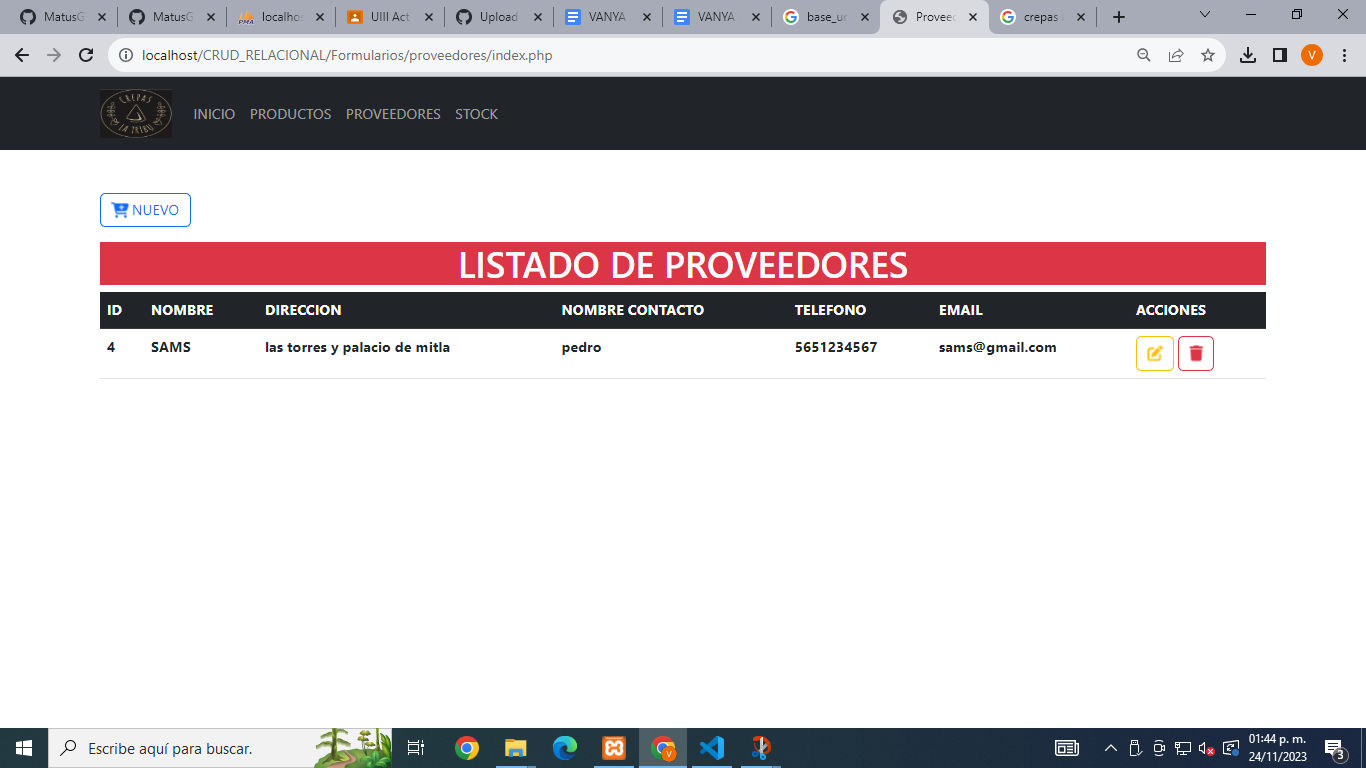 MatusG
MatusG
localhos
UIII Act
Upload
VANYA
VANYA
base_ur
Proveed
crepas
localhost/CRUD_RELACIONAL/Formularios/proveedores/index.php
V
CREPAS
LA TRIBU
INICIO PRODUCTOS PROVEEDORES STOCK
NUEVO
LISTADO DE PROVEEDORES
ID NOMBRE DIRECCION NOMBRE CONTACTO TELEFONO EMAIL ACCIONES
4 SAMS las torres y palacio de mitla pedro 5651234567 sams@gmail.com
Escribe aquí para buscar.
V
01:44 p. m.
24/11/2023
3